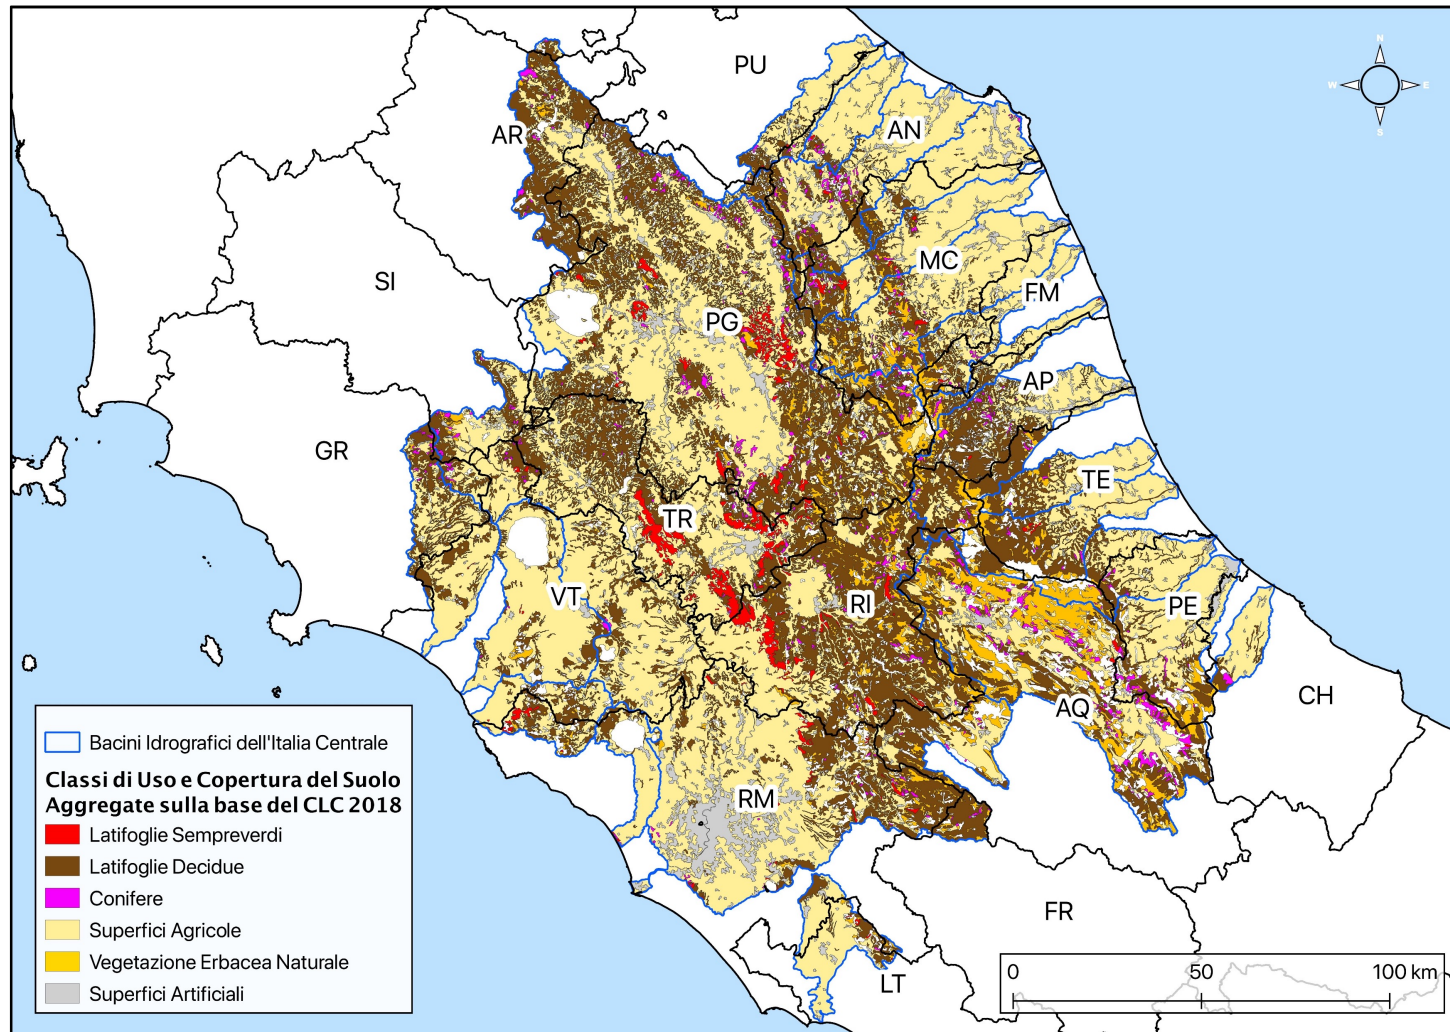 N
W
E
S
PU
AR
AN
SI
MC
FM
PG
AP
GR
TE
TR
VT
RI
PE
CH
AQ
RM
FR
LT
Bacini Idrografici dell'Italia Centrale
Classi di Uso e Copertura del Suolo
Aggregate sulla base del CLC 2018
Latifoglie Sempreverdi
Latifoglie Decidue
Conifere
Superfici Agricole
Vegetazione Erbacea Naturale
Superfici Artificiali
0 50 100 km